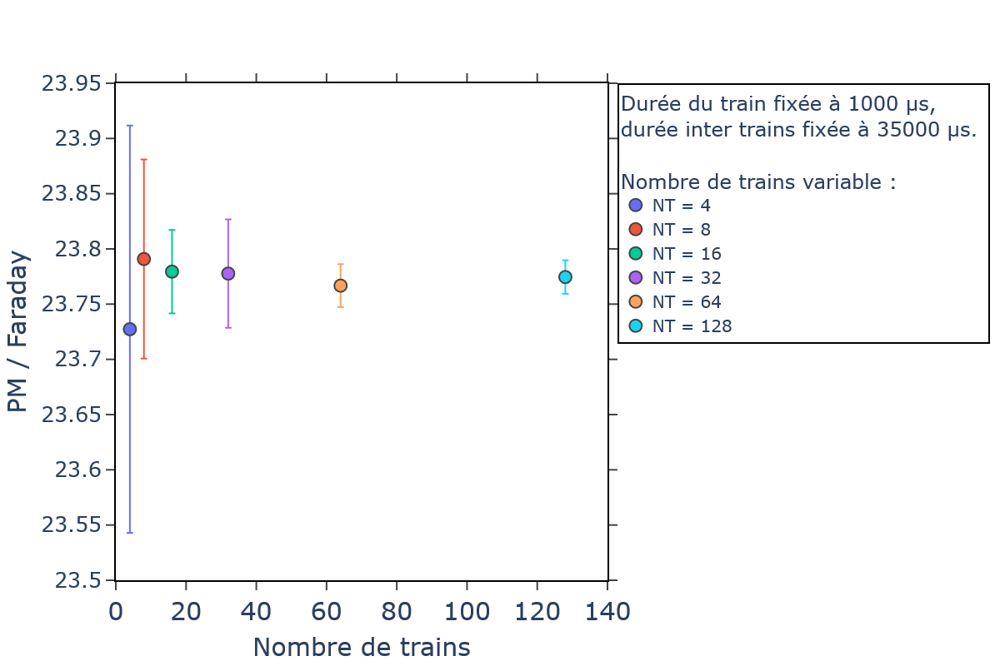 23.95
23.9
23.85
23.8
23.75
23.7
23.65
23.6
23.55
23.5
PM / Faraday
0 20 40 60 80 100 120 140
Nombre de trains
Durée du train fixée à 1000 µs,
durée inter trains fixée à 35000 µs.
Nombre de trains variable :
NT = 4
NT = 8
NT = 16
NT = 32
NT = 64
NT = 128